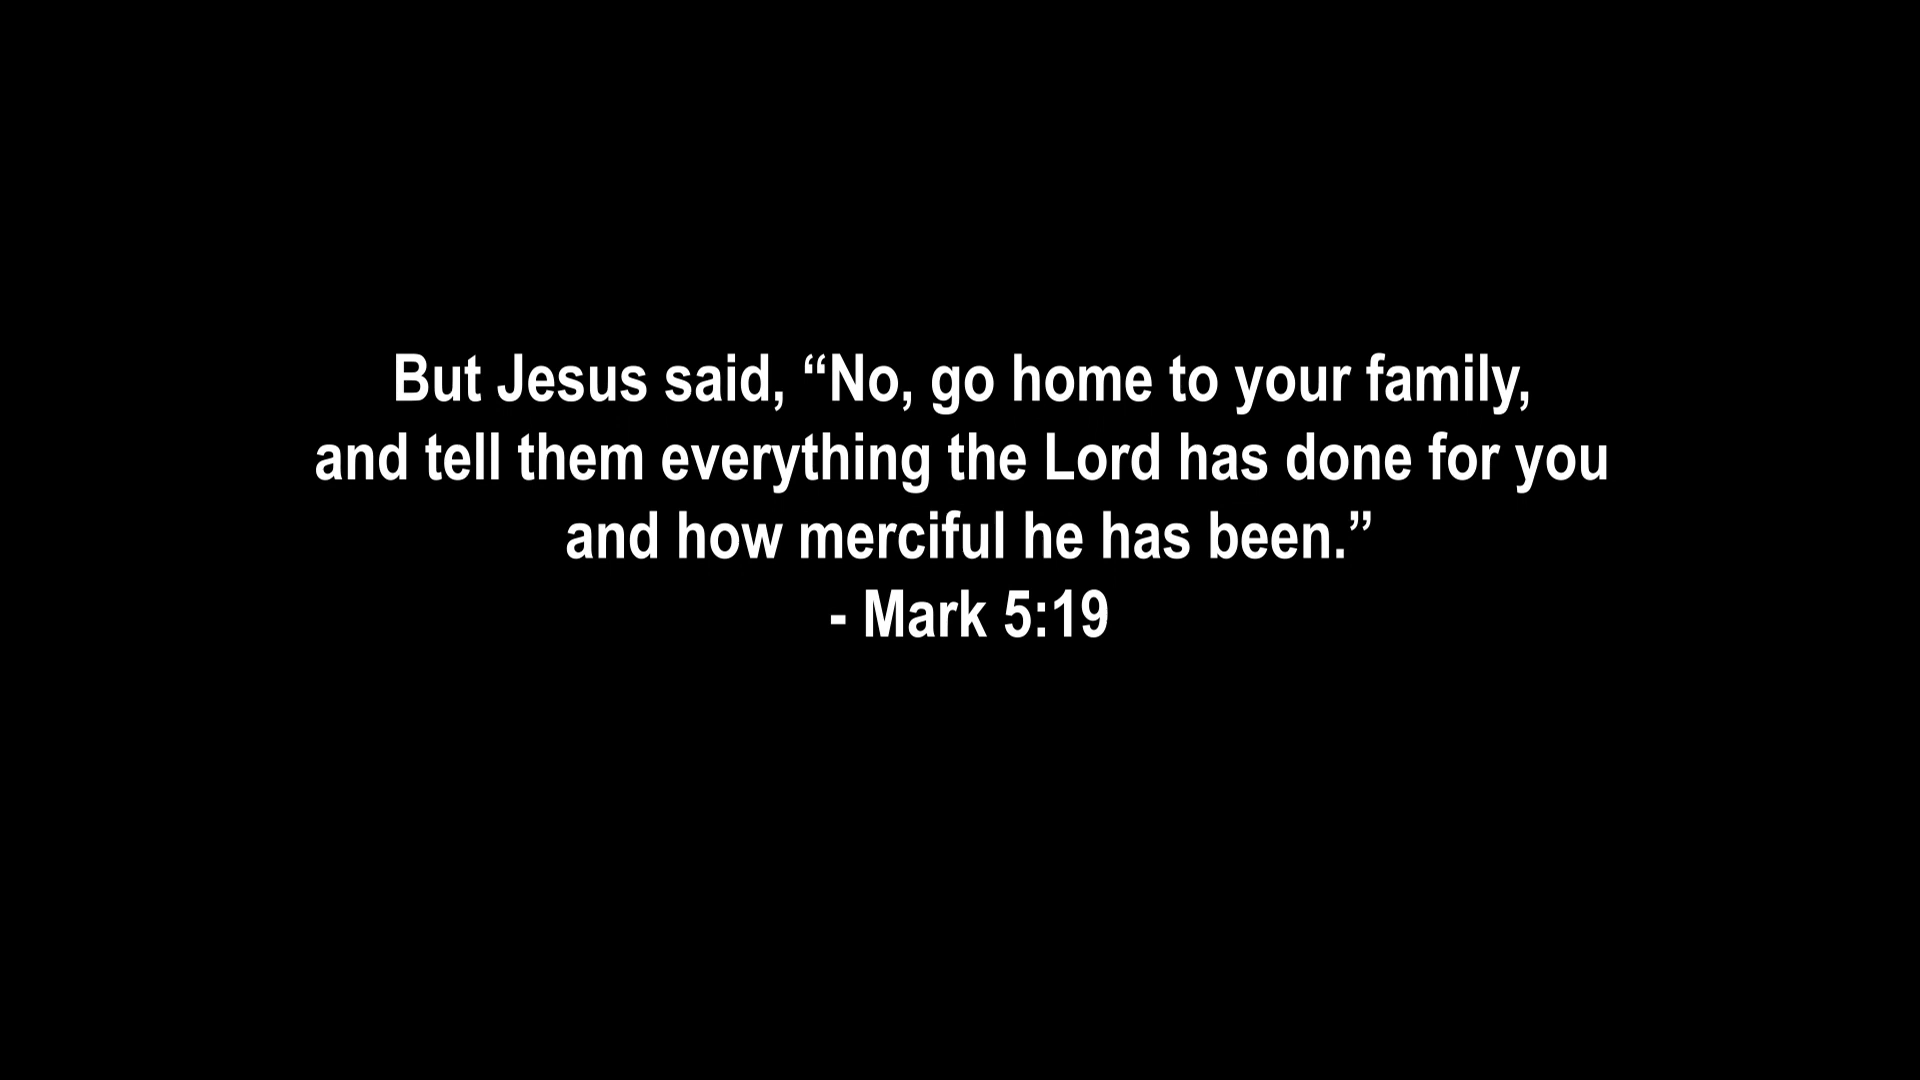 But Jesus said, “No, go home to your family,
and tell them everything the Lord has done for you
and how merciful he has been.”
- Mark 5:19